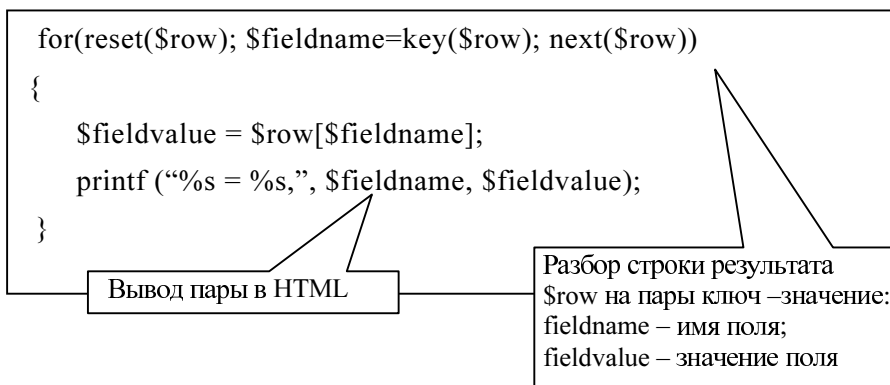 for(reset($row); $fieldname=key($row); next($row))
{
$fieldvalue = $row[$fieldname];
printf (“%s = %s,”, $fieldname, $fieldvalue);
}
Вывод пары в HTML
Разбор строки результата
$row на пары ключ –значение:
fieldname – имя поля;
fieldvalue – значение поля